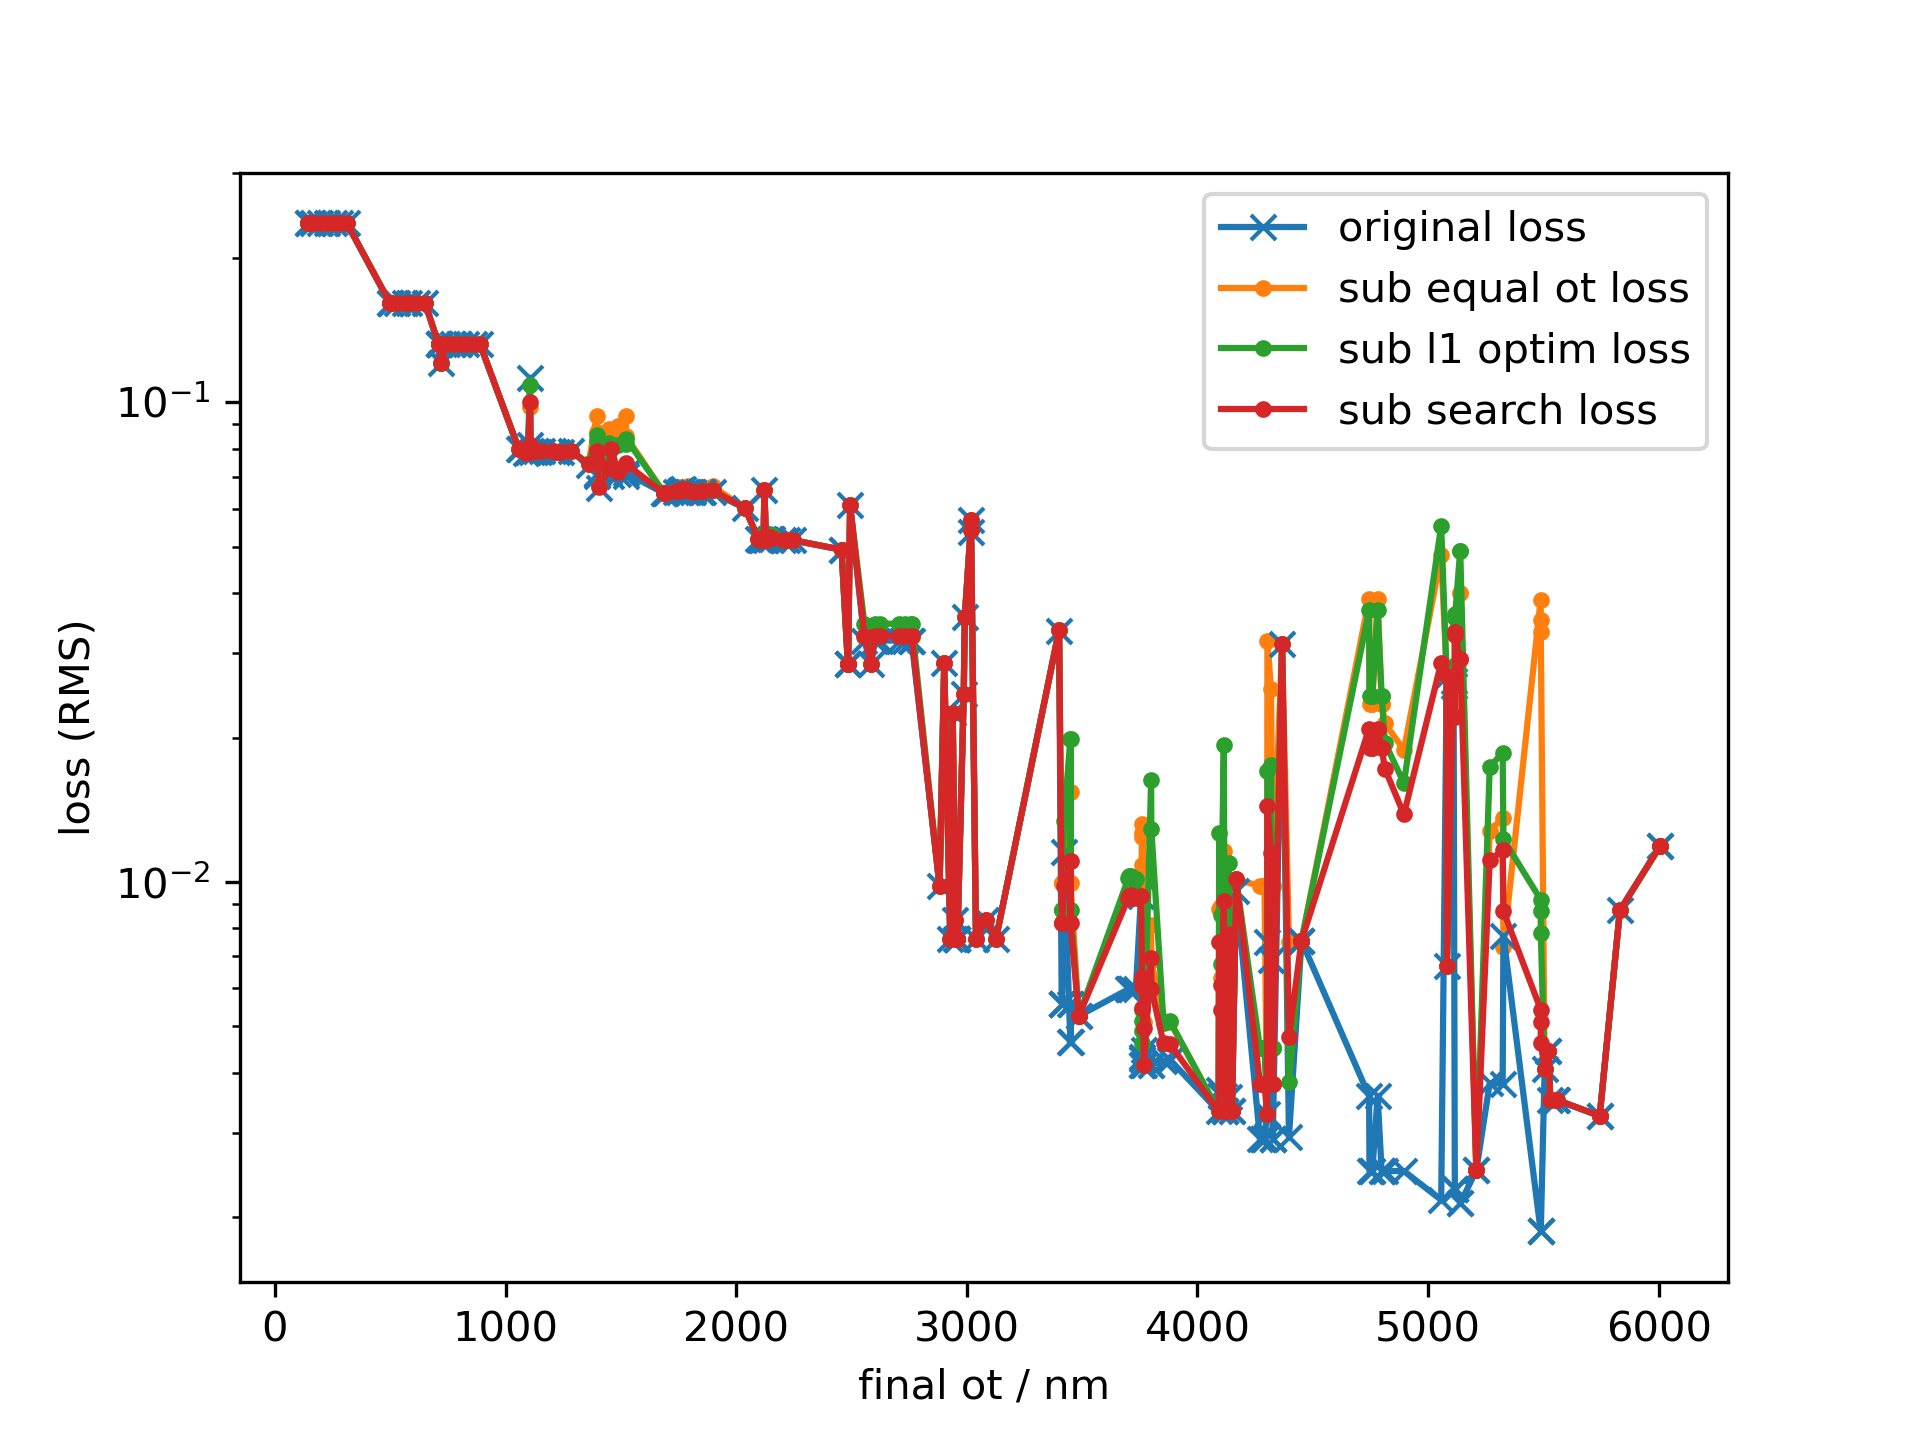 original loss
sub equal ot loss
sub l1 optim loss
sub search loss
10⁻¹
10⁻²
loss (RMS)
0 1000 2000 3000 4000 5000 6000
final ot / nm